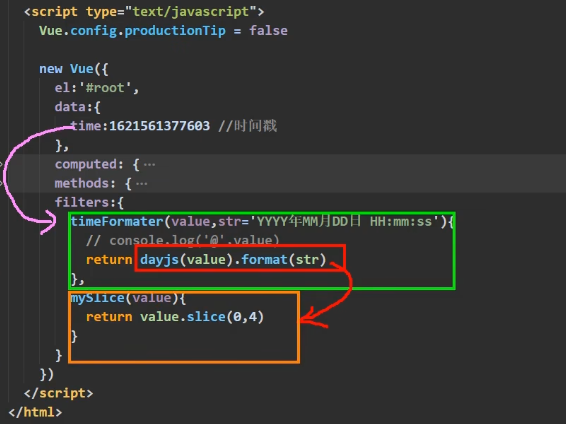 <script type="text/javascript">
Vue.config.productionTip = false
new Vue({
el:'#root',
data:{
time:1621561377603 //时间戳
},
computed: {⋯
methods: {⋯
filters:{
timeFormater(value,str='YYYY年MM月DD日 HH:mm:ss'){
// console.log('@',value)
return dayjs(value).format(str)
},
mySlice(value){
return value.slice(0,4)
}
}
})
</script>
</html>